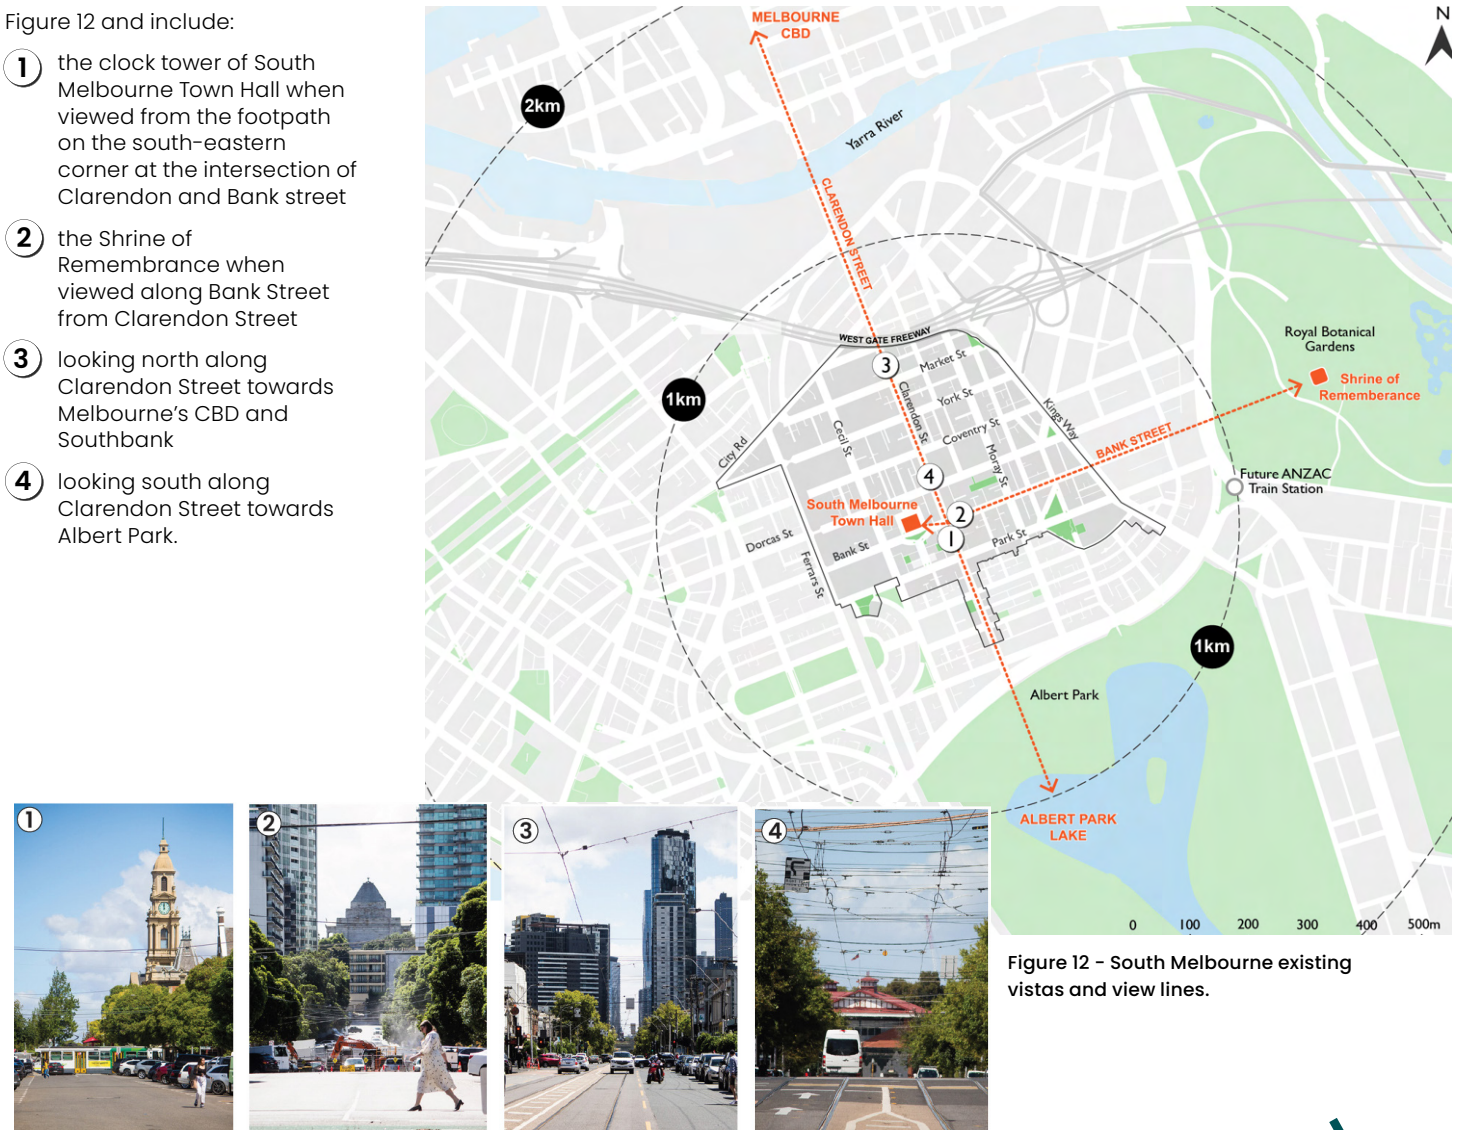 Figure 12 and include:
1
the clock tower of South
Melbourne Town Hall when
viewed from the footpath
on the south-eastern
corner at the intersection of
Clarendon and Bank street
2
the Shrine of
Remembrance when
viewed along Bank Street
from Clarendon Street
3
looking north along
Clarendon Street towards
Melbourne's CBD and
Southbank
4
looking south along
Clarendon Street towards
Albert Park.
MELBOURNE
CBD
N
2km
Yarra River
CLARENDON STREET
WEST GATE FREEWAY
3
Market St
Royal Botanical
Gardens
Shrine of
Rememberance
1km
Clarendon St
York St
Kings Way
Cecil St
Coventry St
City Rd
BANK STREET
Moray St
4
Future ANZAC
Train Station
South Melbourne
Town Hall
2
1
Dorcas St
Bank St
Park St
Ferrars St
1km
Albert Park
ALBERT PARK
LAKE
0 100 200 300 400 500m
1
2
3
4
Figure 12 - South Melbourne existing
vistas and view lines.